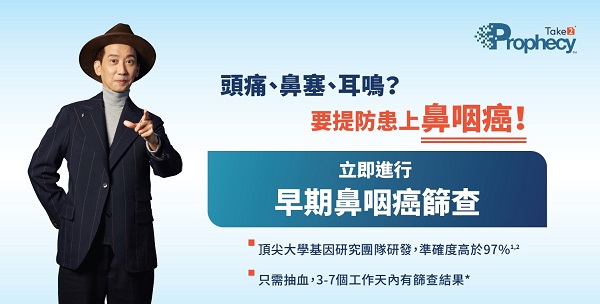 Take2
Prophecy™
頭痛、鼻塞、耳鳴？
要提防患上鼻咽癌！
立即進行
早期鼻咽癌篩查
頂尖大學基因研究團隊研發，準確度高於97%¹,²
只需抽血，3-7個工作天內有篩查結果*